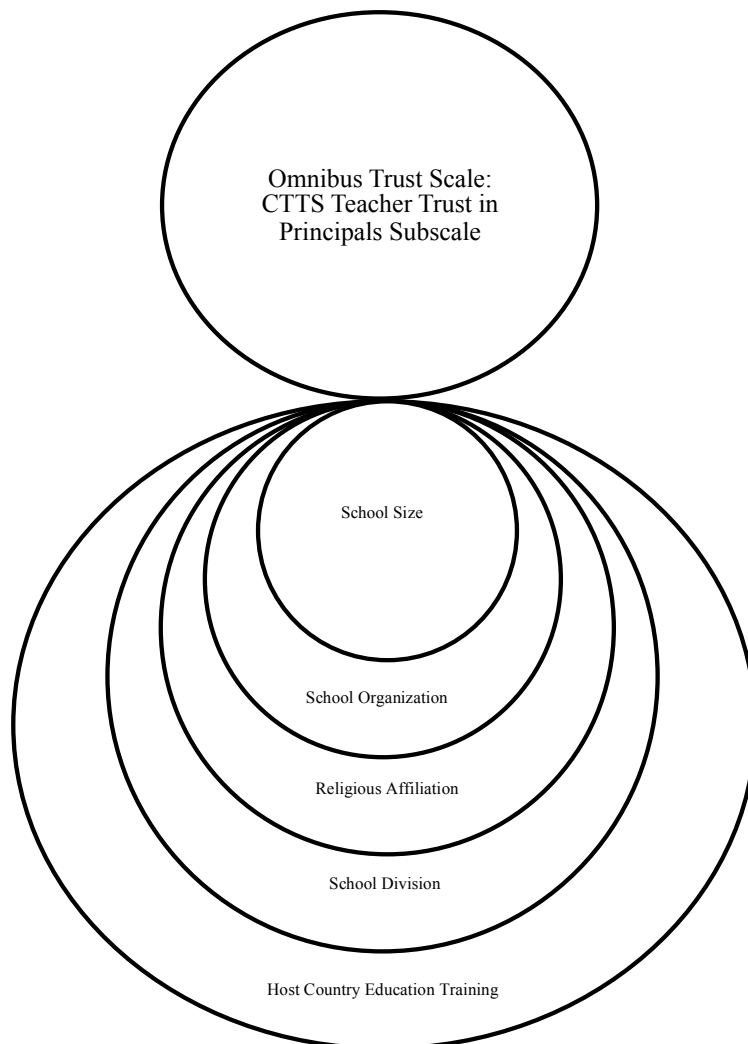 Omnibus Trust Scale:
CTTS Teacher Trust in
Principals Subscale
School Size
School Organization
Religious Affiliation
School Division
Host Country Education Training